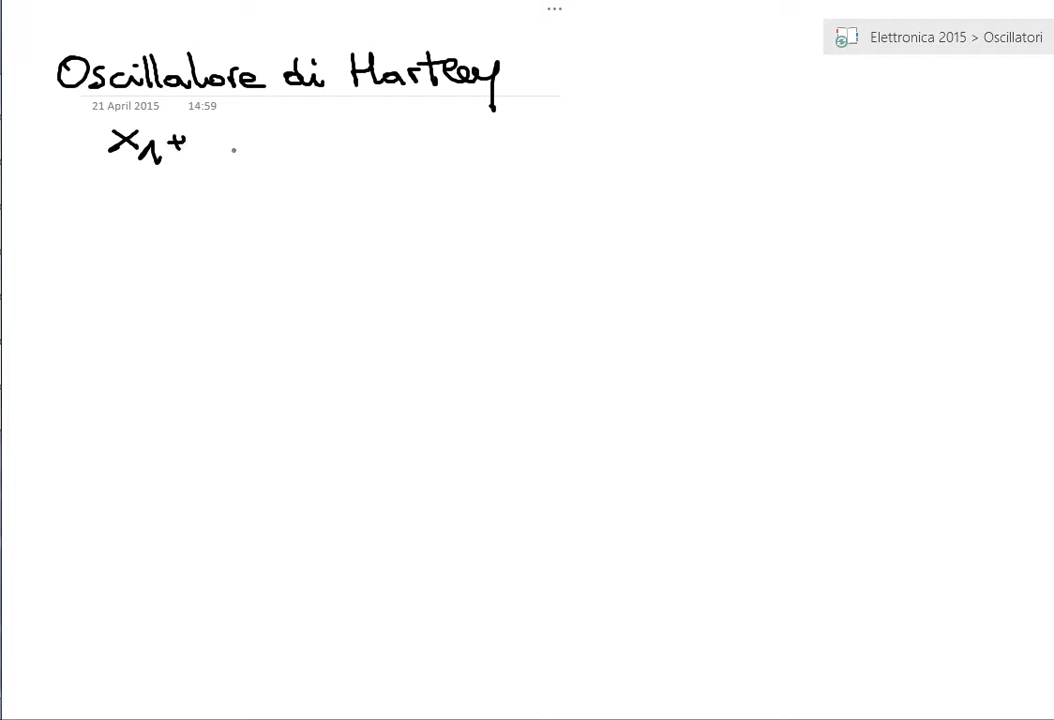 Elettronica 2015 > Oscillatori
Oscillatore di Hartley
21 April 2015 14:59
X₁+